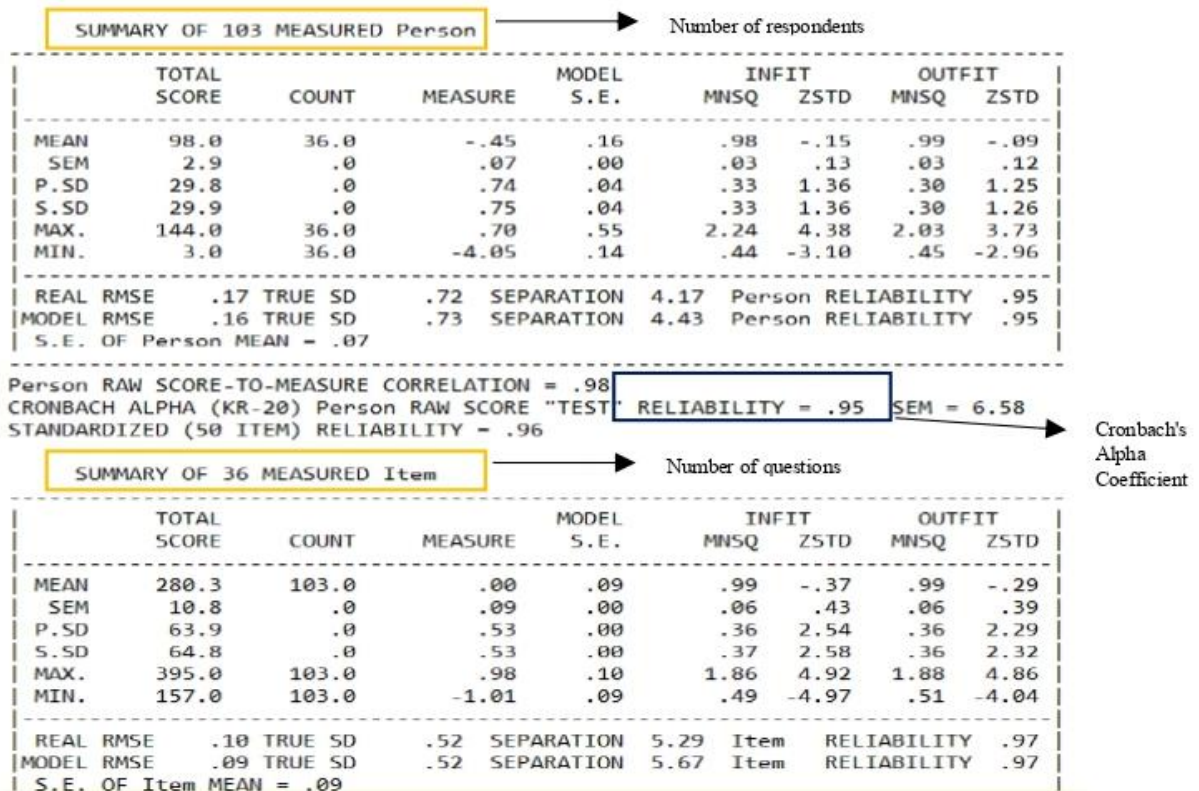 SUMMARY OF 103 MEASURED Person
Number of respondents
TOTAL MODEL INFIT OUTFIT
SCORE COUNT MEASURE S.E. MNSQ ZSTD MNSQ ZSTD
MEAN 98.0 36.0 -.45 .16 .98 -.15 .99 -.09
SEM 2.9 .0 .07 .00 .03 .13 .03 .12
P.SD 29.8 .0 .74 .04 .33 1.36 .30 1.25
S.SD 29.9 .0 .75 .04 .33 1.36 .30 1.26
MAX. 144.0 36.0 .70 .55 2.24 4.38 2.03 3.73
MIN. 3.0 36.0 -4.05 .14 .44 -3.10 .45 -2.96
REAL RMSE .17 TRUE SD .72 SEPARATION 4.17 Person RELIABILITY .95
MODEL RMSE .16 TRUE SD .73 SEPARATION 4.43 Person RELIABILITY .95
S.E. OF Person MEAN = .07
Person RAW SCORE-TO-MEASURE CORRELATION = .98
CRONBACH ALPHA (KR-20) Person RAW SCORE "TEST" RELIABILITY = .95 SEM = 6.58
STANDARDIZED (50 ITEM) RELIABILITY = .96
Cronbach's
Alpha
Coefficient
SUMMARY OF 36 MEASURED Item
Number of questions
TOTAL MODEL INFIT OUTFIT
SCORE COUNT MEASURE S.E. MNSQ ZSTD MNSQ ZSTD
MEAN 280.3 103.0 .00 .09 .99 -.37 .99 -.29
SEM 10.8 .0 .09 .00 .06 .43 .06 .39
P.SD 63.9 .0 .53 .00 .36 2.54 .36 2.29
S.SD 64.8 .0 .53 .00 .37 2.58 .36 2.32
MAX. 395.0 103.0 .98 .10 1.86 4.92 1.88 4.86
MIN. 157.0 103.0 -1.01 .09 .49 -4.97 .51 -4.04
REAL RMSE .10 TRUE SD .52 SEPARATION 5.29 Item RELIABILITY .97
MODEL RMSE .09 TRUE SD .52 SEPARATION 5.67 Item RELIABILITY .97
S.E. OF Item MEAN = .09